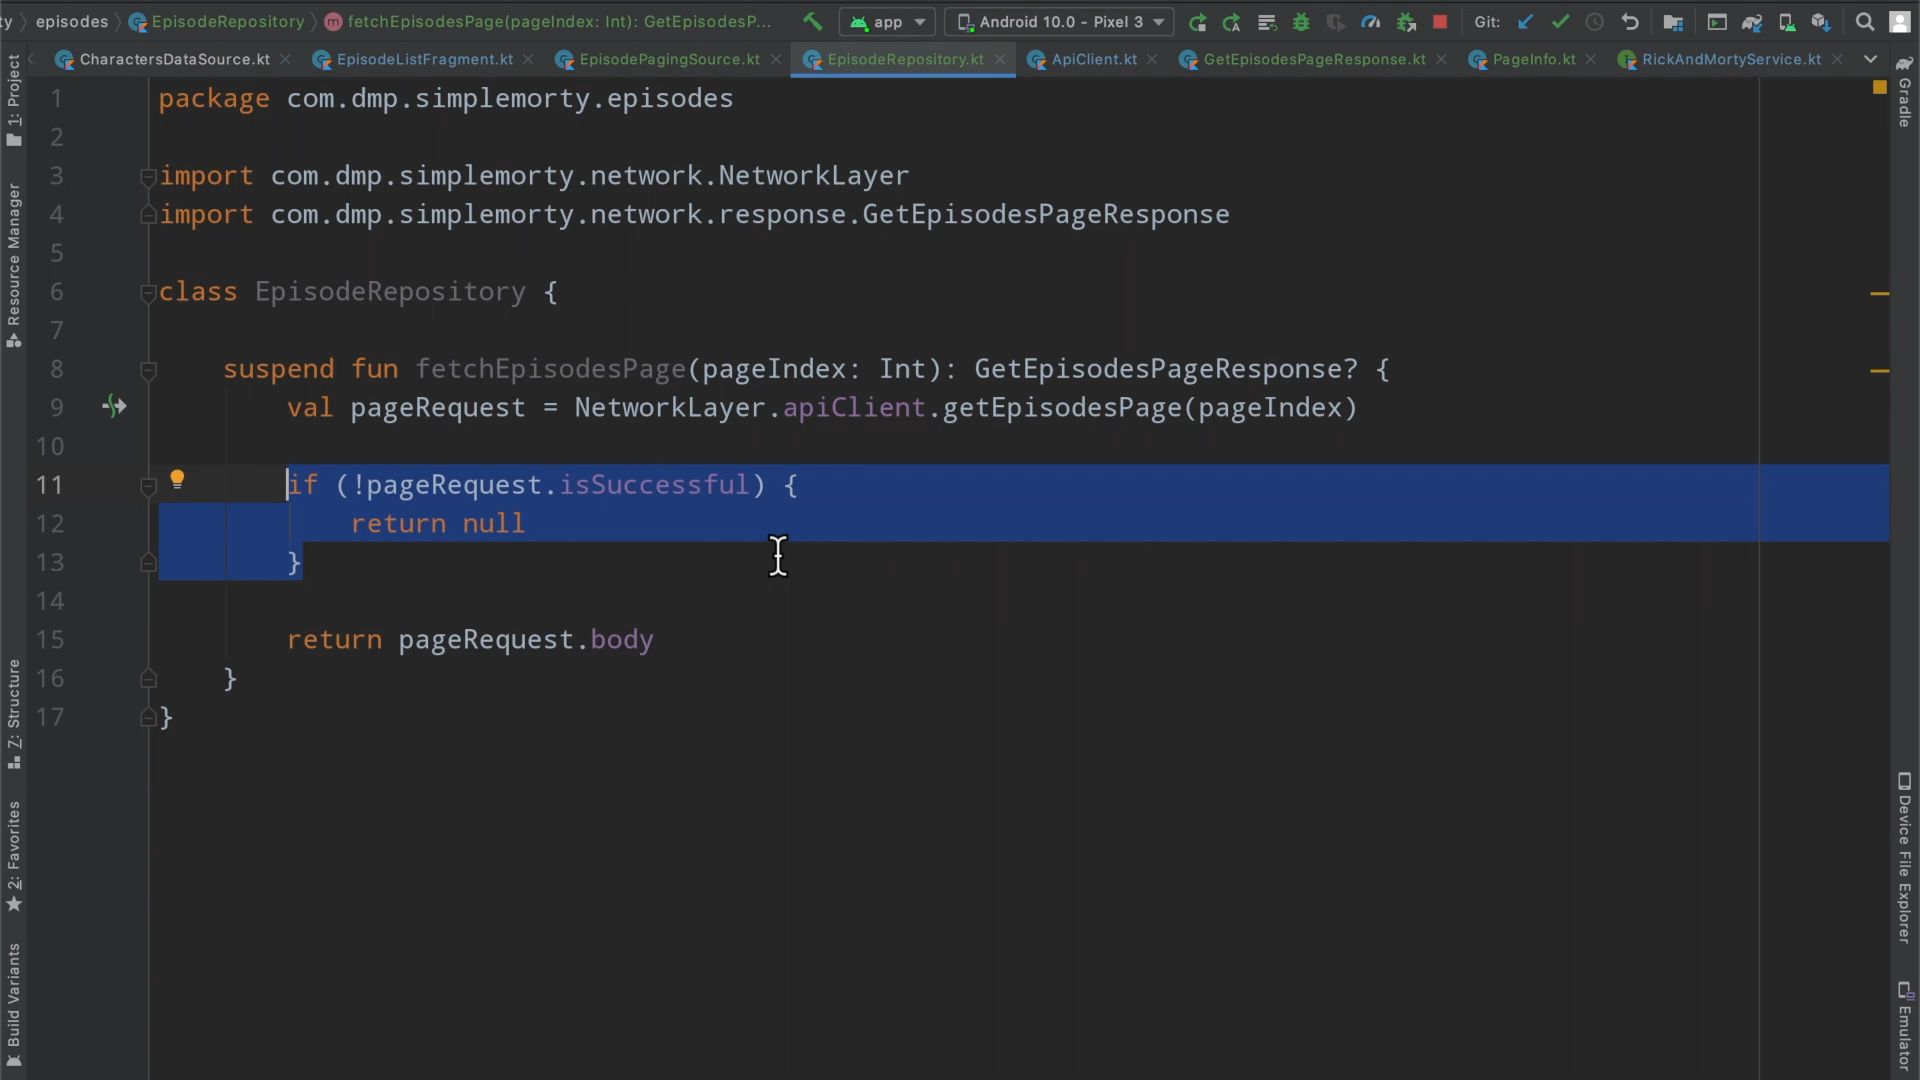 ty > episodes > EpisodeRepository > fetchEpisodesPage(pageIndex: Int): GetEpisodesP... app Android 10.0 - Pixel 3 Git:
CharactersDataSource.kt EpisodeListFragment.kt EpisodePagingSource.kt EpisodeRepository.kt ApiClient.kt GetEpisodesPageResponse.kt PageInfo.kt RickAndMortyService.kt
1 package com.dmp.simplemorty.episodes
2
3 import com.dmp.simplemorty.network.NetworkLayer
4 import com.dmp.simplemorty.network.response.GetEpisodesPageResponse
5
6 class EpisodeRepository {
7
8 suspend fun fetchEpisodesPage(pageIndex: Int): GetEpisodesPageResponse? {
9 val pageRequest = NetworkLayer.apiClient.getEpisodesPage(pageIndex)
10
11 if (!pageRequest.isSuccessful) {
12 return null
13 }
14
15 return pageRequest.body
16 }
17 }
1: Project
Resource Manager
Z: Structure
2: Favorites
Build Variants
Gradle
Device File Explorer
Emulator